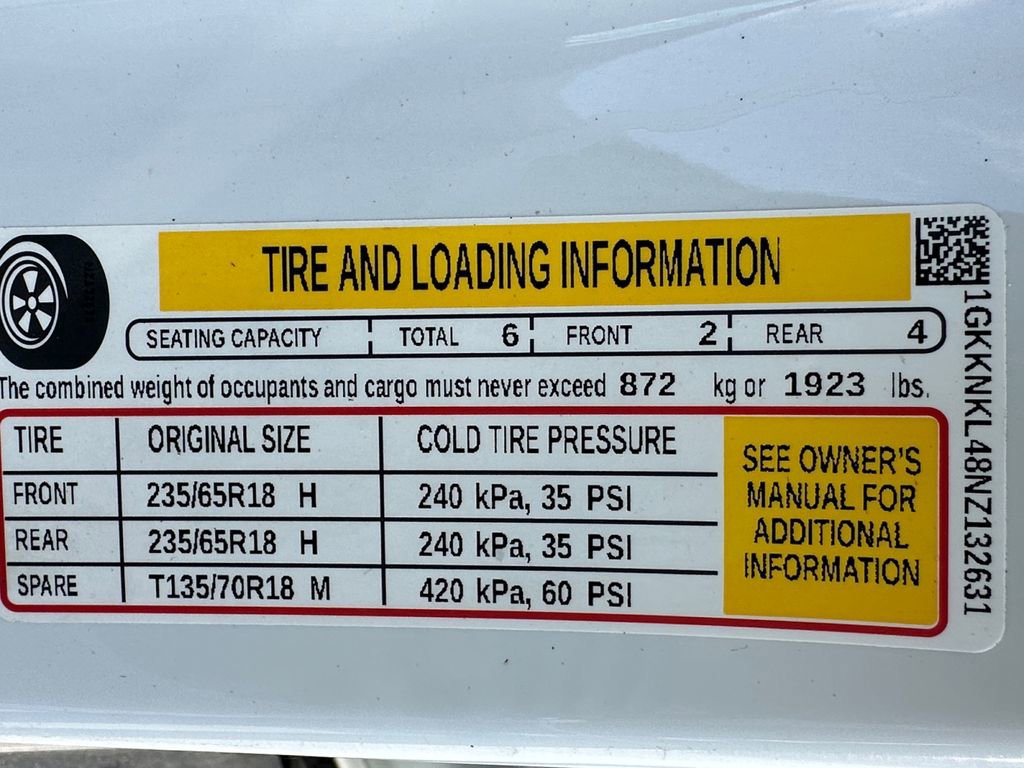 TIRE AND LOADING INFORMATION
SEATING CAPACITY TOTAL 6 FRONT 2 REAR 4
The combined weight of occupants and cargo must never exceed 872 kg or 1923 lbs.
TIRE ORIGINAL SIZE COLD TIRE PRESSURE
FRONT 235/65R18 H 240 kPa, 35 PSI
REAR 235/65R18 H 240 kPa, 35 PSI
SPARE T135/70R18 M 420 kPa, 60 PSI
SEE OWNER'S
MANUAL FOR
ADDITIONAL
INFORMATION
1GKKNKL48NZ132631